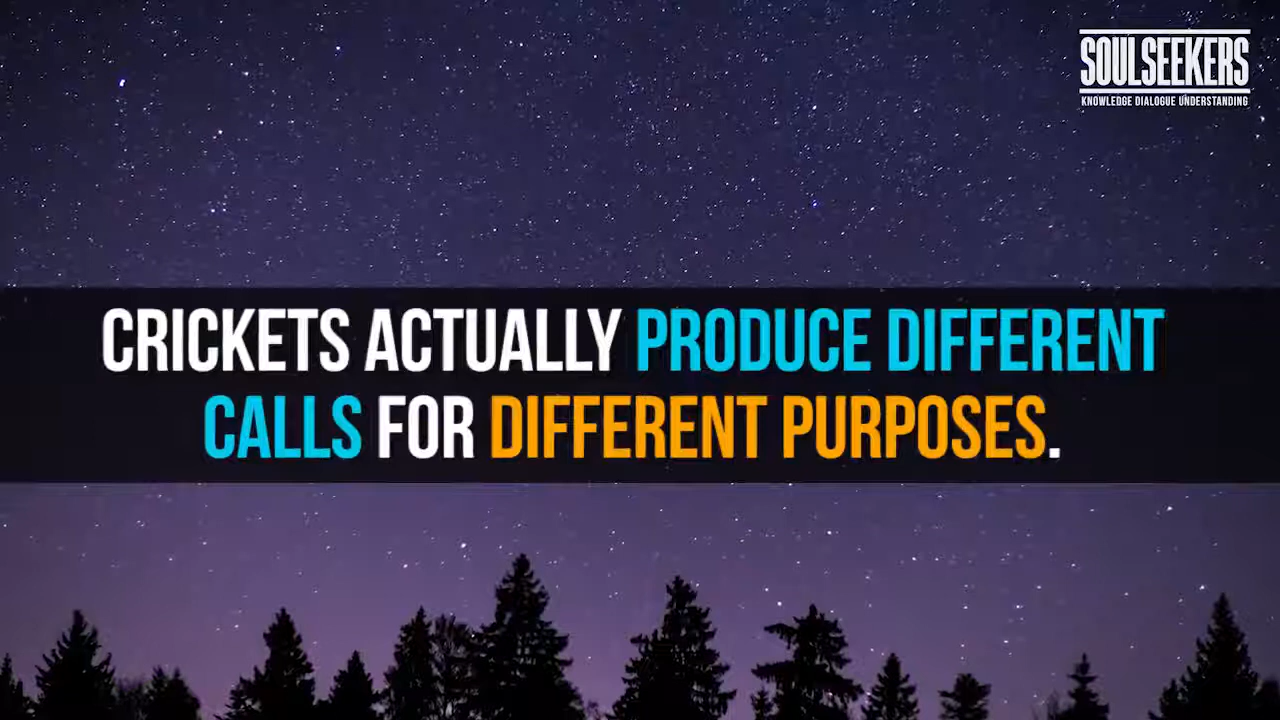 SOULSEEKERS
KNOWLEDGE DIALOGUE UNDERSTANDING
CRICKETS ACTUALLY PRODUCE DIFFERENT
CALLS FOR DIFFERENT PURPOSES.